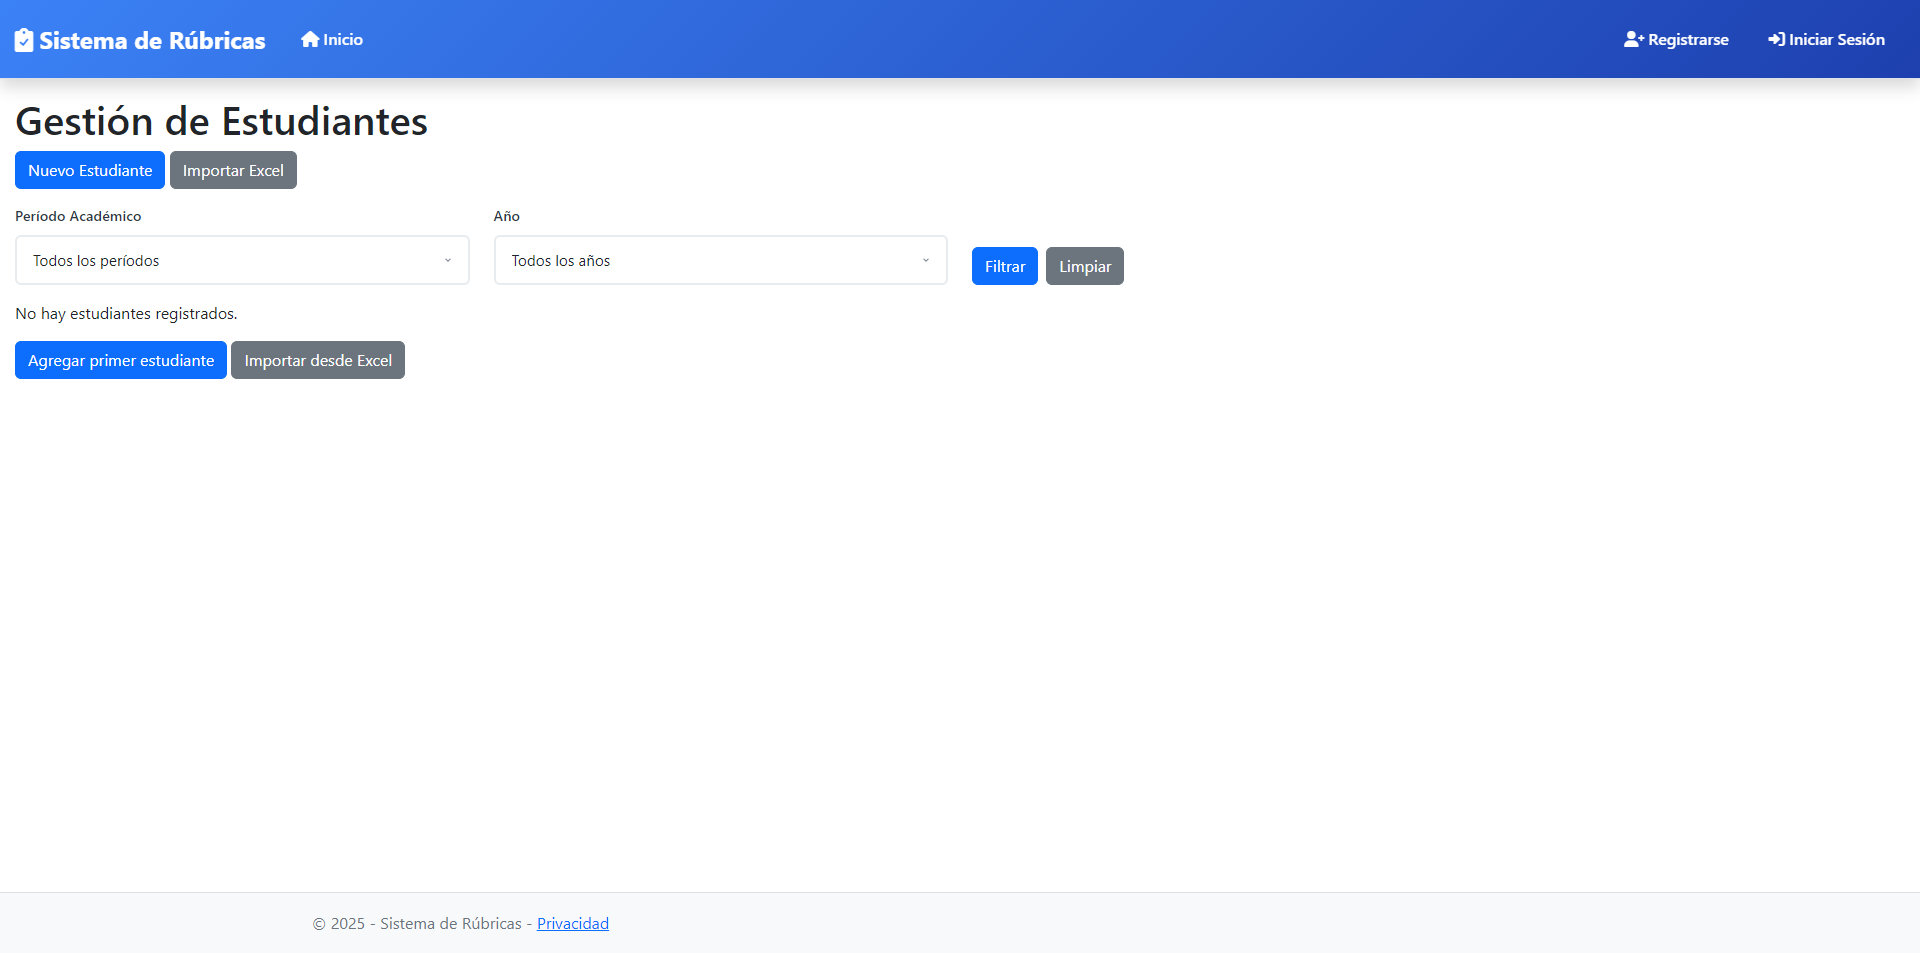 Sistema de Rúbricas Inicio Registrarse Iniciar Sesión
Gestión de Estudiantes
Nuevo Estudiante Importar Excel
Período Académico Año
Todos los períodos Todos los años Filtrar Limpiar
No hay estudiantes registrados.
Agregar primer estudiante Importar desde Excel
© 2025 - Sistema de Rúbricas - Privacidad